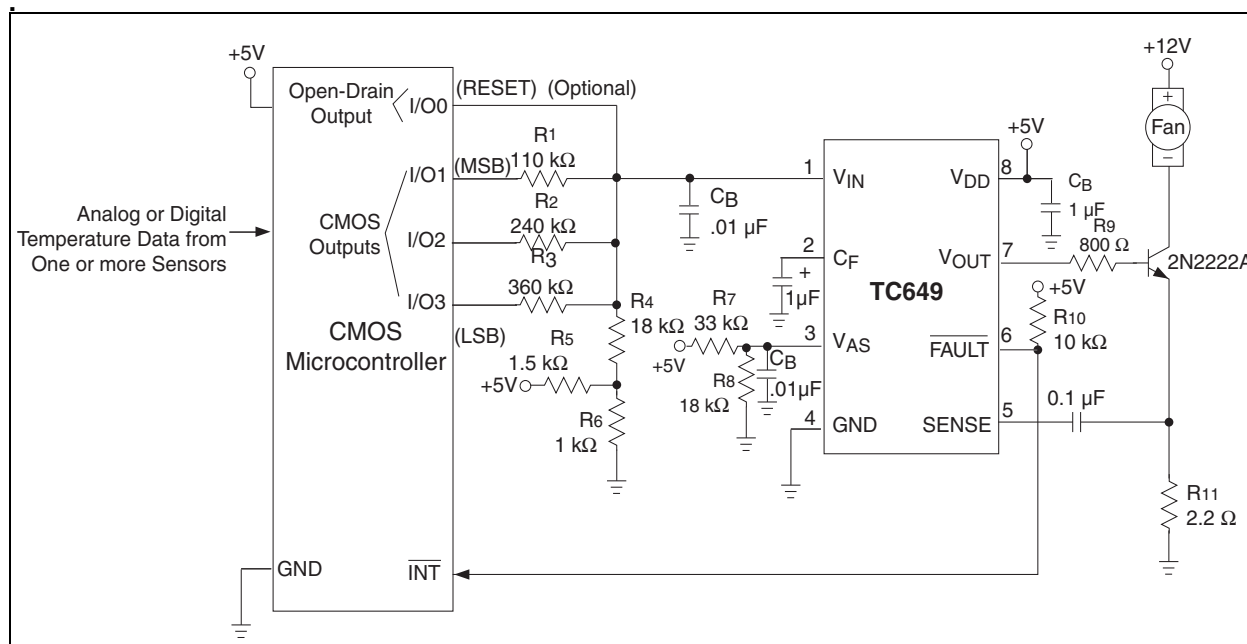 +5V
Open-Drain
Output
I/O0
(RESET) (Optional)
R1
110 kΩ
I/O1
(MSB)
R2
240 kΩ
CMOS
Outputs
I/O2
R3
360 kΩ
I/O3
(LSB)
Analog or Digital
Temperature Data from
One or more Sensors
CMOS
Microcontroller
R4
18 kΩ
R5
1.5 kΩ
+5V
R6
1 kΩ
GND
INT
CB
.01 µF
1
VIN
2
CF
+
1µF
R7
33 kΩ
+5V
3
VAS
CB
.01µF
R8
18 kΩ
4
GND
TC649
+5V
8
VDD
CB
1 µF
7
VOUT
R9
800 Ω
+12V
+
Fan
–
2N2222A
+5V
R10
10 kΩ
6
FAULT
5
SENSE
0.1 µF
R11
2.2 Ω